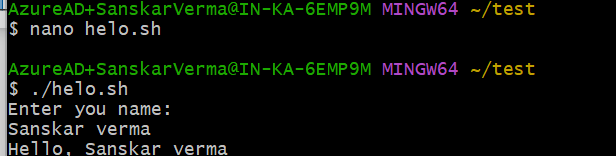 AzureAD+SanskarVerma@IN-KA-6EMP9M MINGW64 ~/test
$ nano helo.sh
AzureAD+SanskarVerma@IN-KA-6EMP9M MINGW64 ~/test
$ ./helo.sh
Enter you name:
Sanskar verma
Hello, Sanskar verma